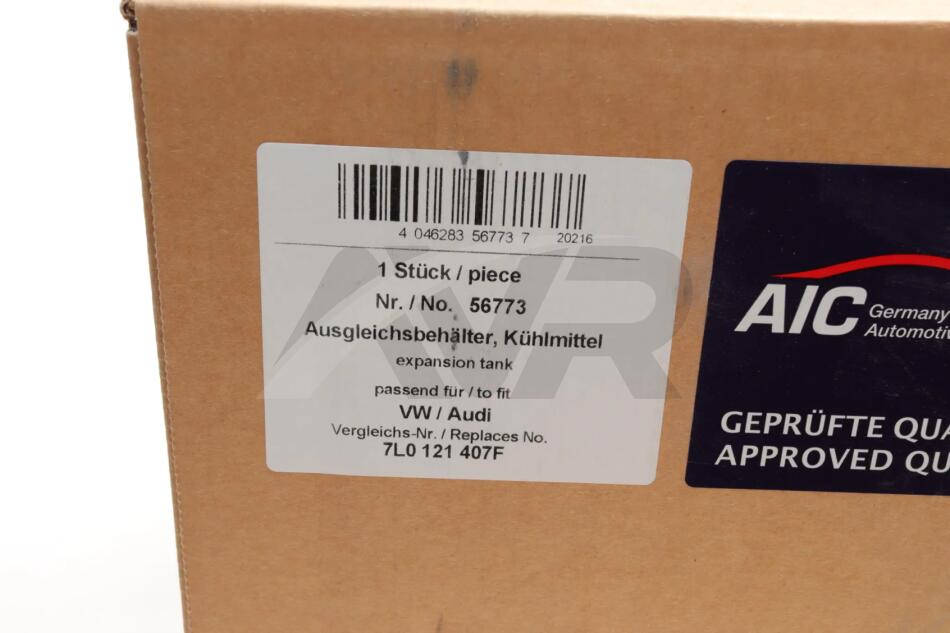 4 046283 56773 7 20216
1 Stück / piece
Nr. / No. 56773
Ausgleichsbehälter, Kühlmittel
expansion tank
passend für / to fit
VW / Audi
Vergleichs-Nr. / Replaces No.
7L0 121 407F
AVR
AIC Germany
Automotiv
GEPRÜFTE QUA
APPROVED QU